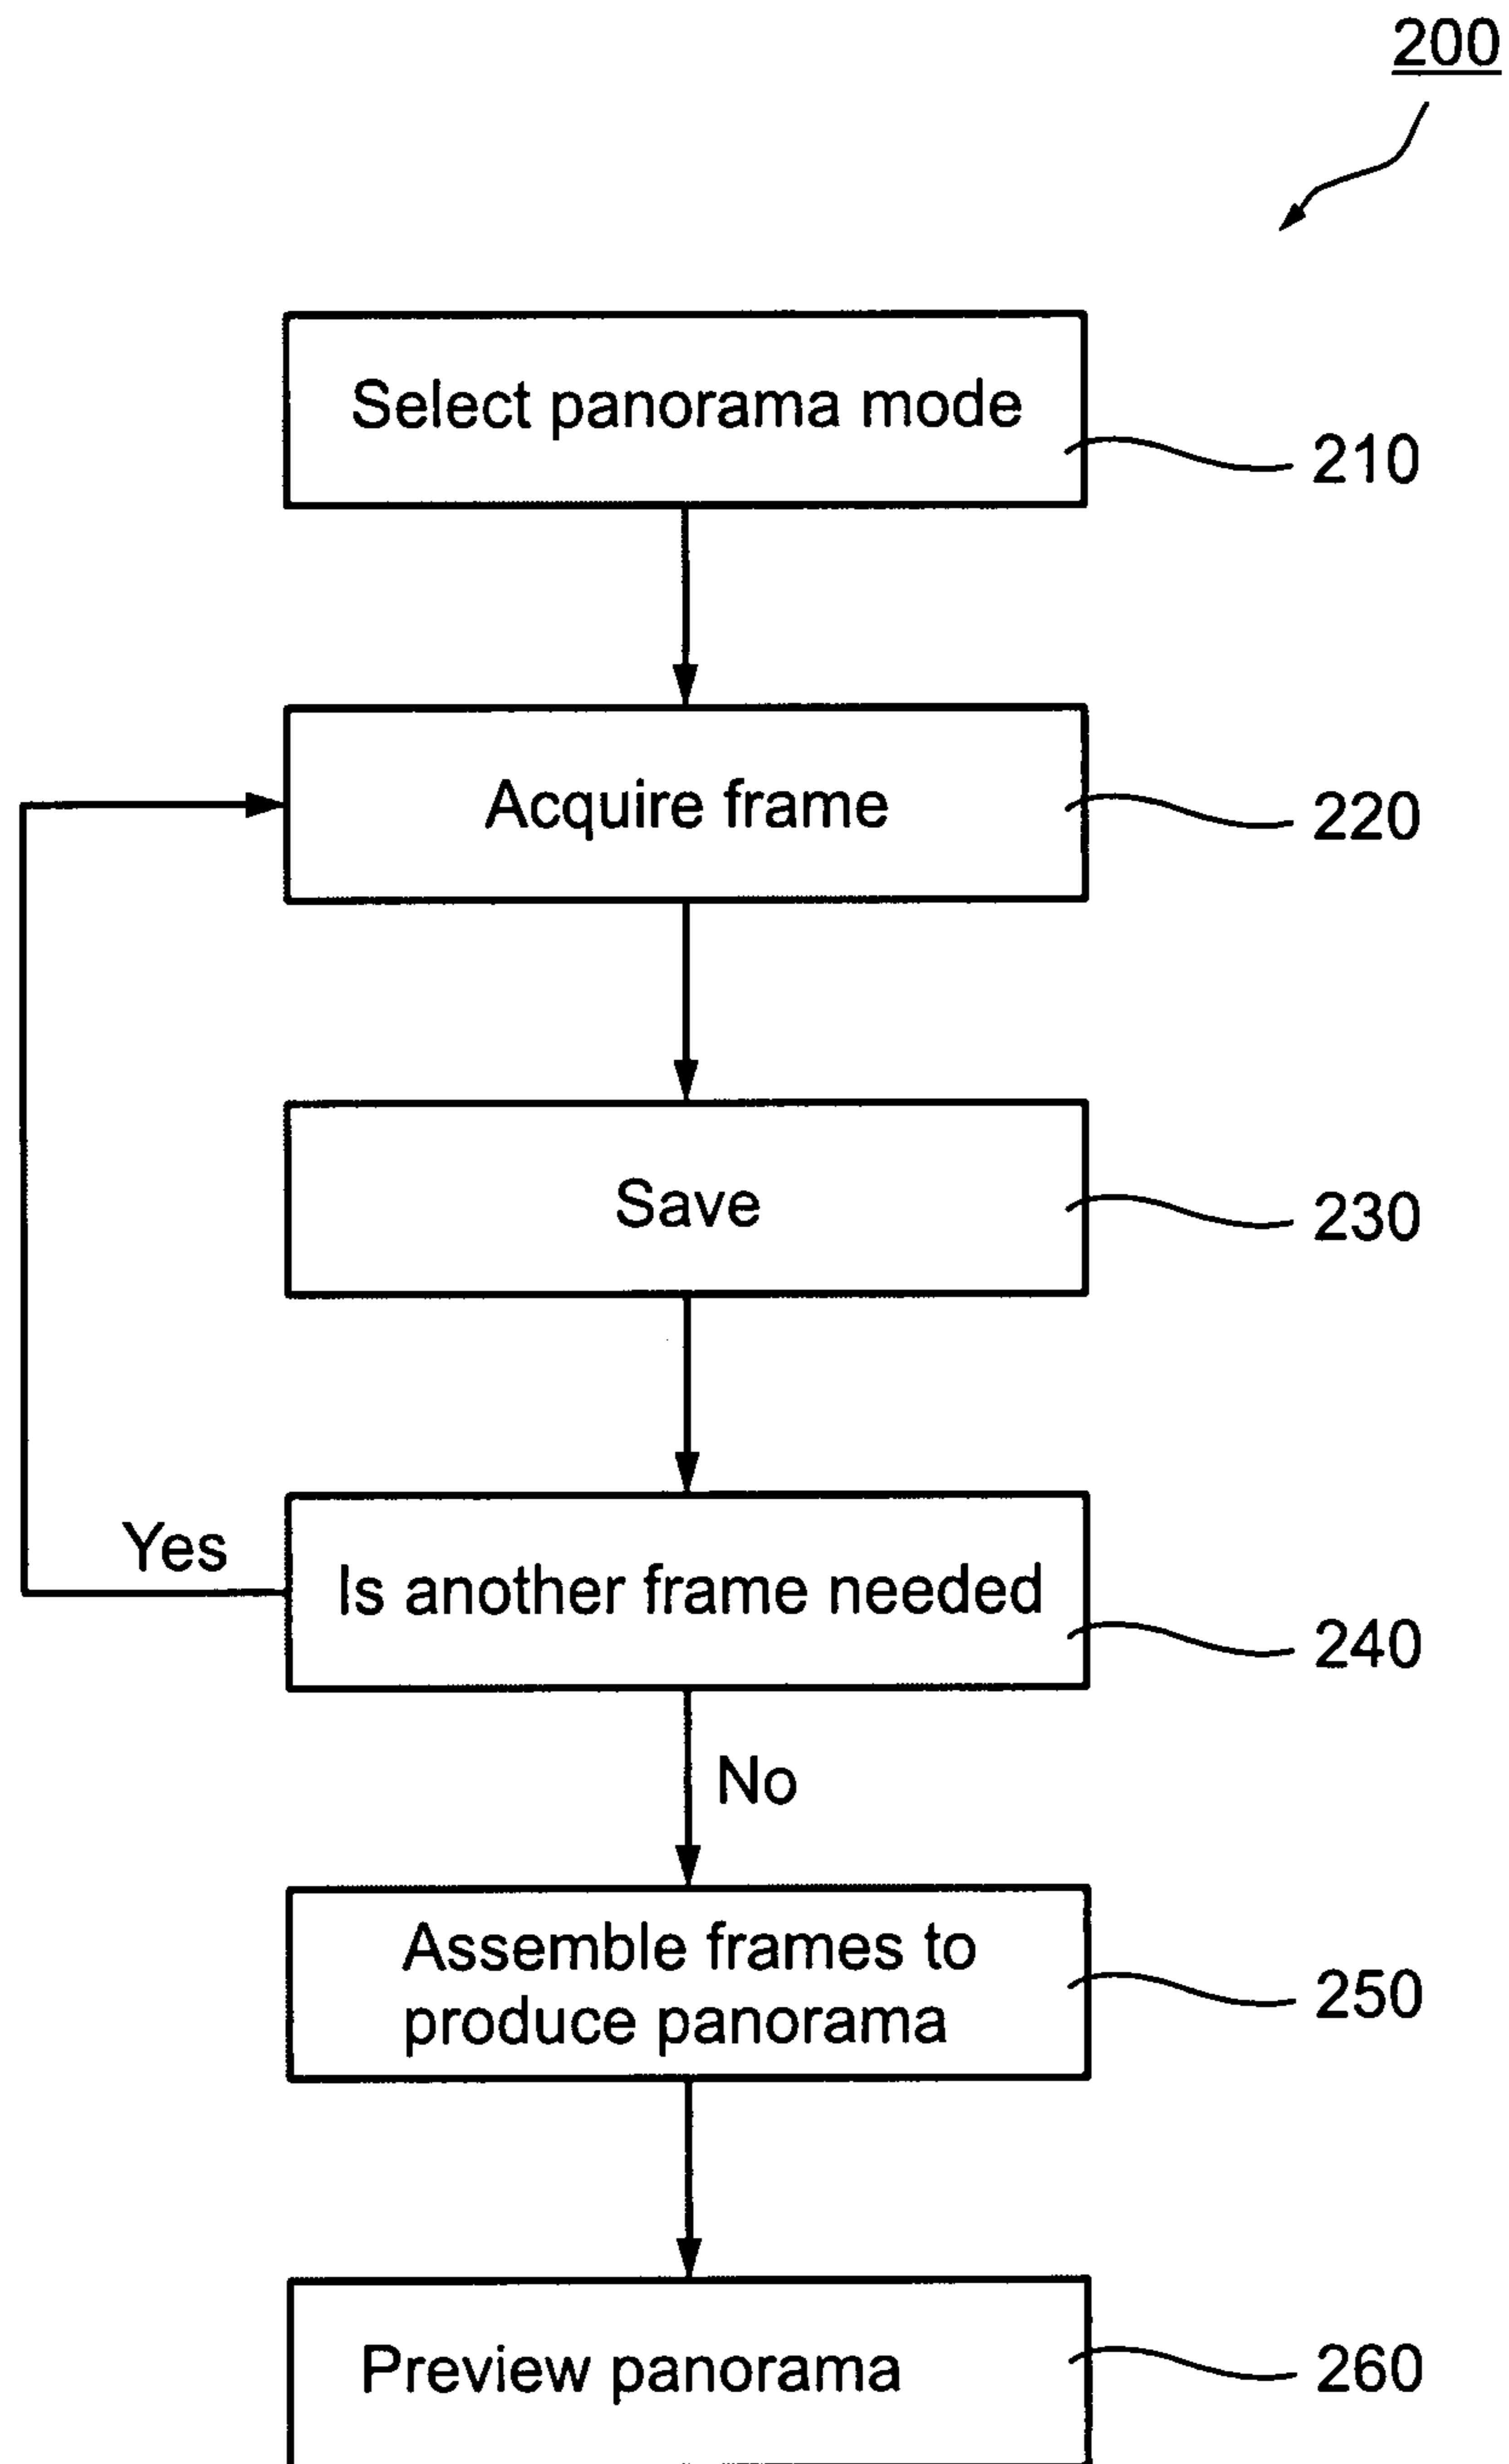 200
Select panorama mode
210
Acquire frame
220
Save
230
Yes
Is another frame needed
240
No
Assemble frames to
produce panorama
250
Preview panorama
260